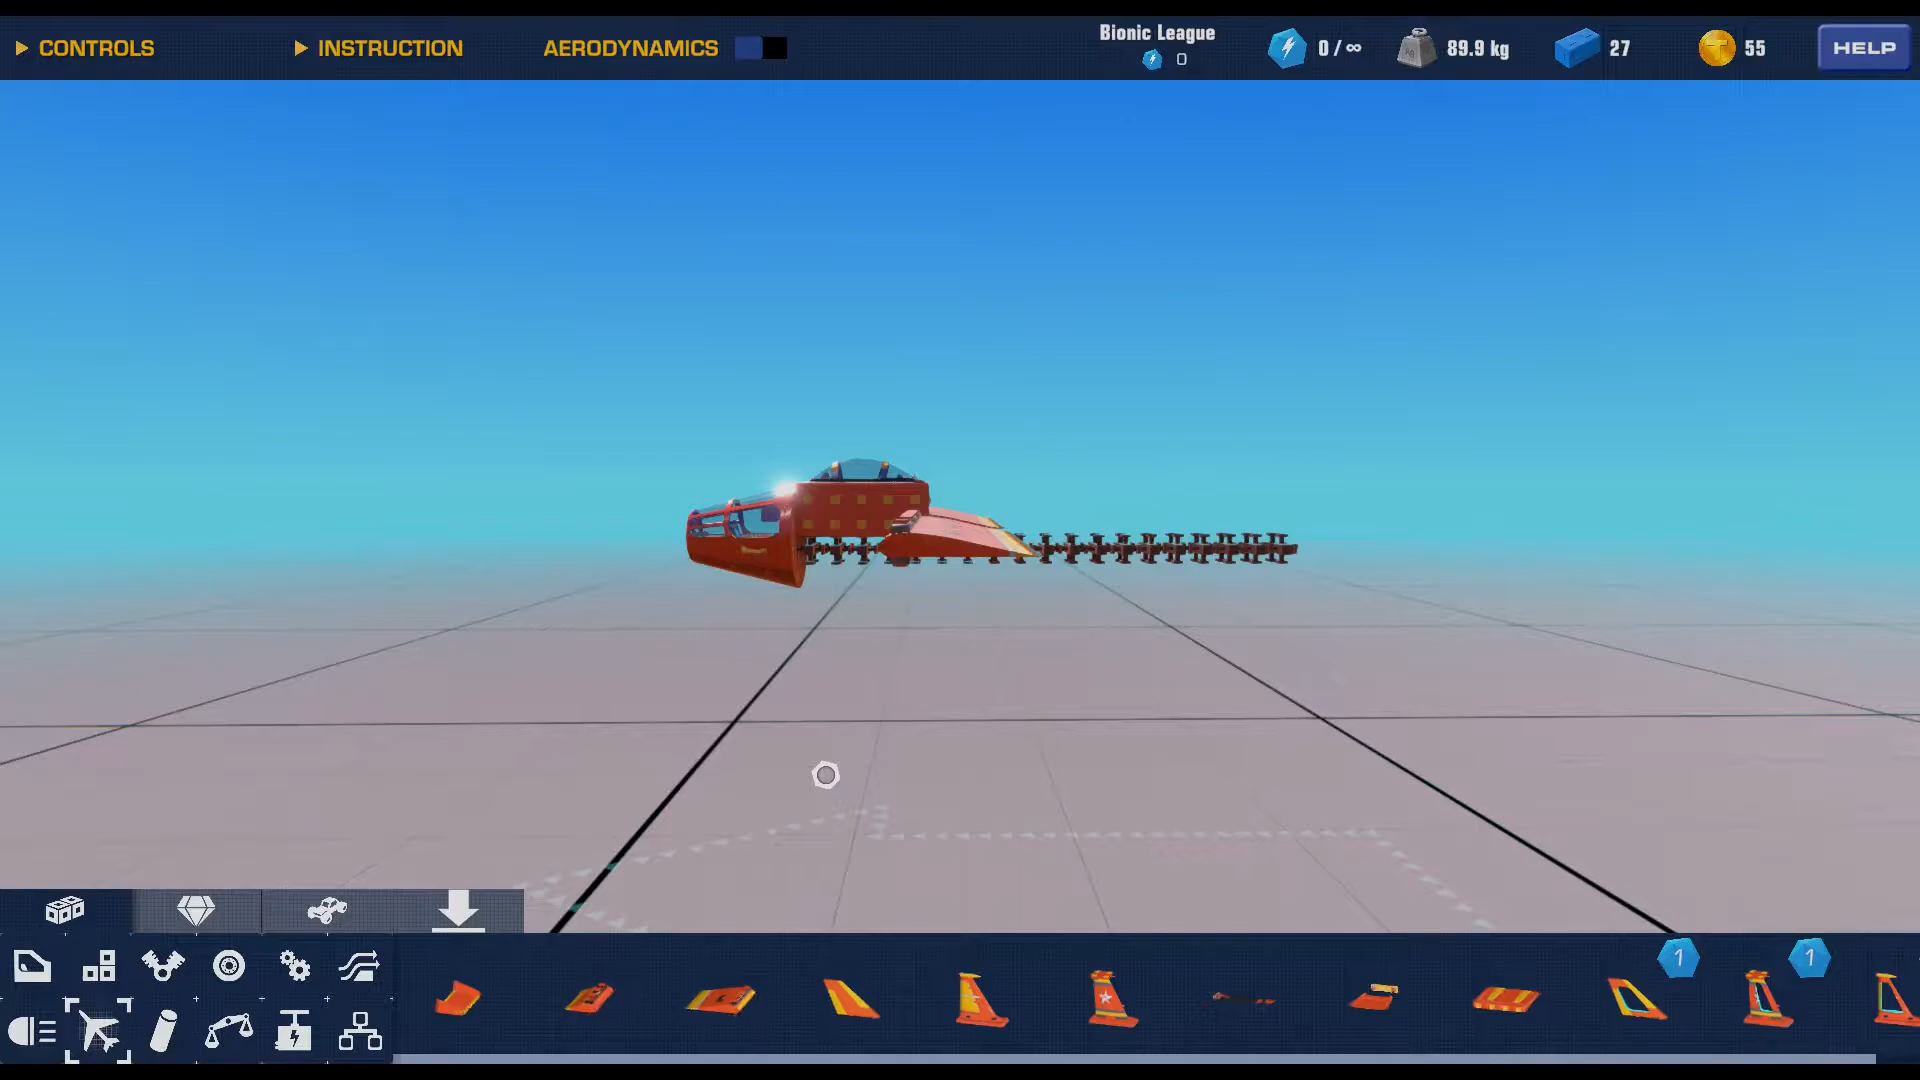 CONTROLS
INSTRUCTION
AERODYNAMICS
Bionic League
0
0 / ∞
89.9 kg
27
55
HELP
1
1